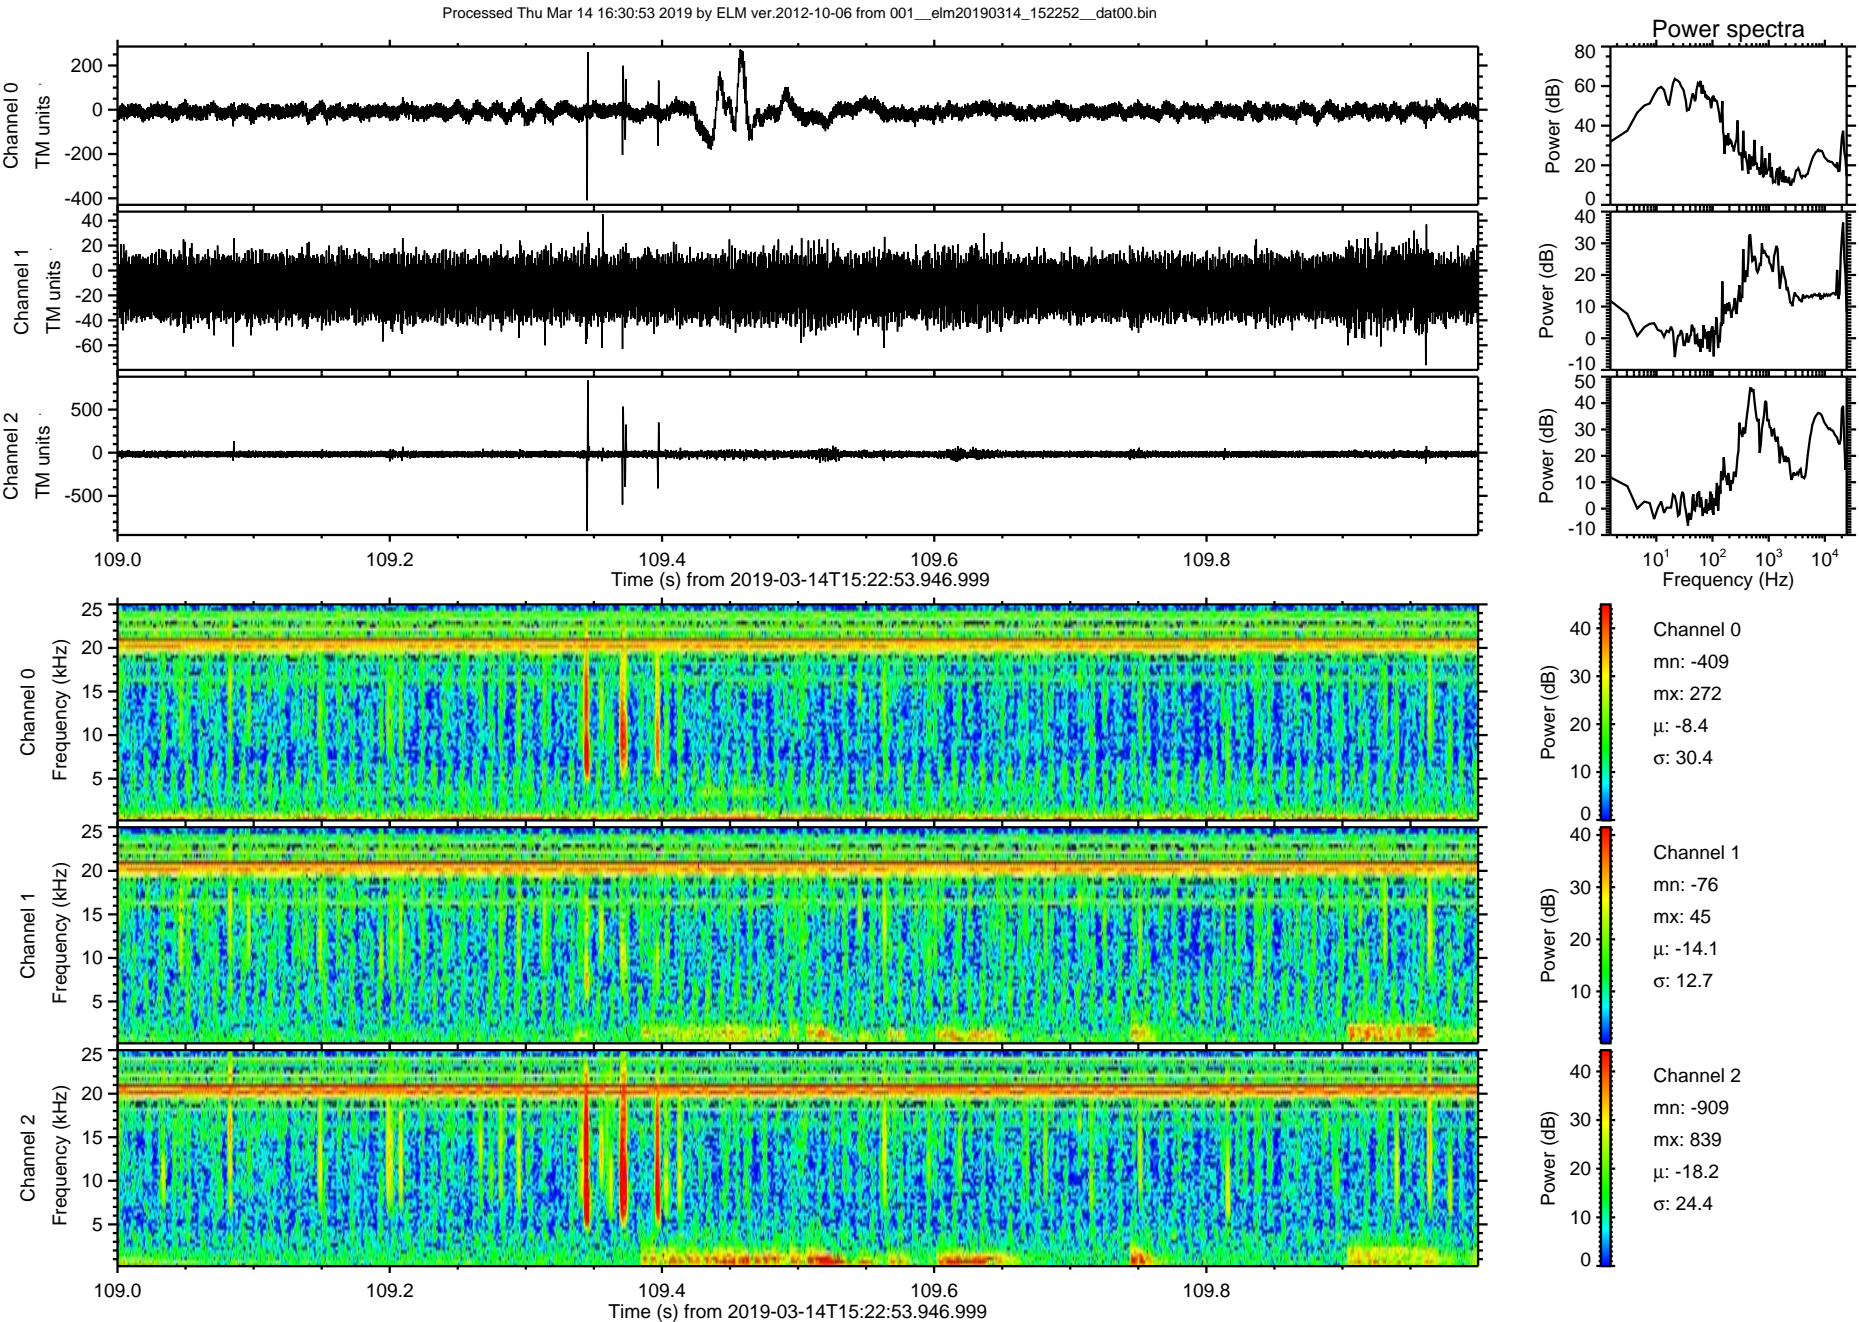 Processed Thu Mar 14 16:30:53 2019 by ELM ver.2012-10-06 from 001__elm20190314_152252__dat00.bin
Power spectra
Channel 0
TM units
200
0
-200
-400
Power (dB)
80
60
40
20
0
Channel 1
TM units
40
20
0
-20
-40
-60
Power (dB)
40
30
20
10
0
-10
Channel 2
TM units
500
0
-500
Power (dB)
50
40
30
20
10
0
-10
109.0 109.2 109.4 109.6 109.8
Time (s) from 2019-03-14T15:22:53.946.999
10^1 10^2 10^3 10^4
Frequency (Hz)
Channel 0
Frequency (kHz)
25
20
15
10
5
Power (dB)
40
30
20
10
0
Channel 0
mn: -409
mx: 272
μ: -8.4
σ: 30.4
Channel 1
Frequency (kHz)
25
20
15
10
5
Power (dB)
40
30
20
10
Channel 1
mn: -76
mx: 45
μ: -14.1
σ: 12.7
Channel 2
Frequency (kHz)
25
20
15
10
5
Power (dB)
40
30
20
10
0
Channel 2
mn: -909
mx: 839
μ: -18.2
σ: 24.4
109.0 109.2 109.4 109.6 109.8
Time (s) from 2019-03-14T15:22:53.946.999